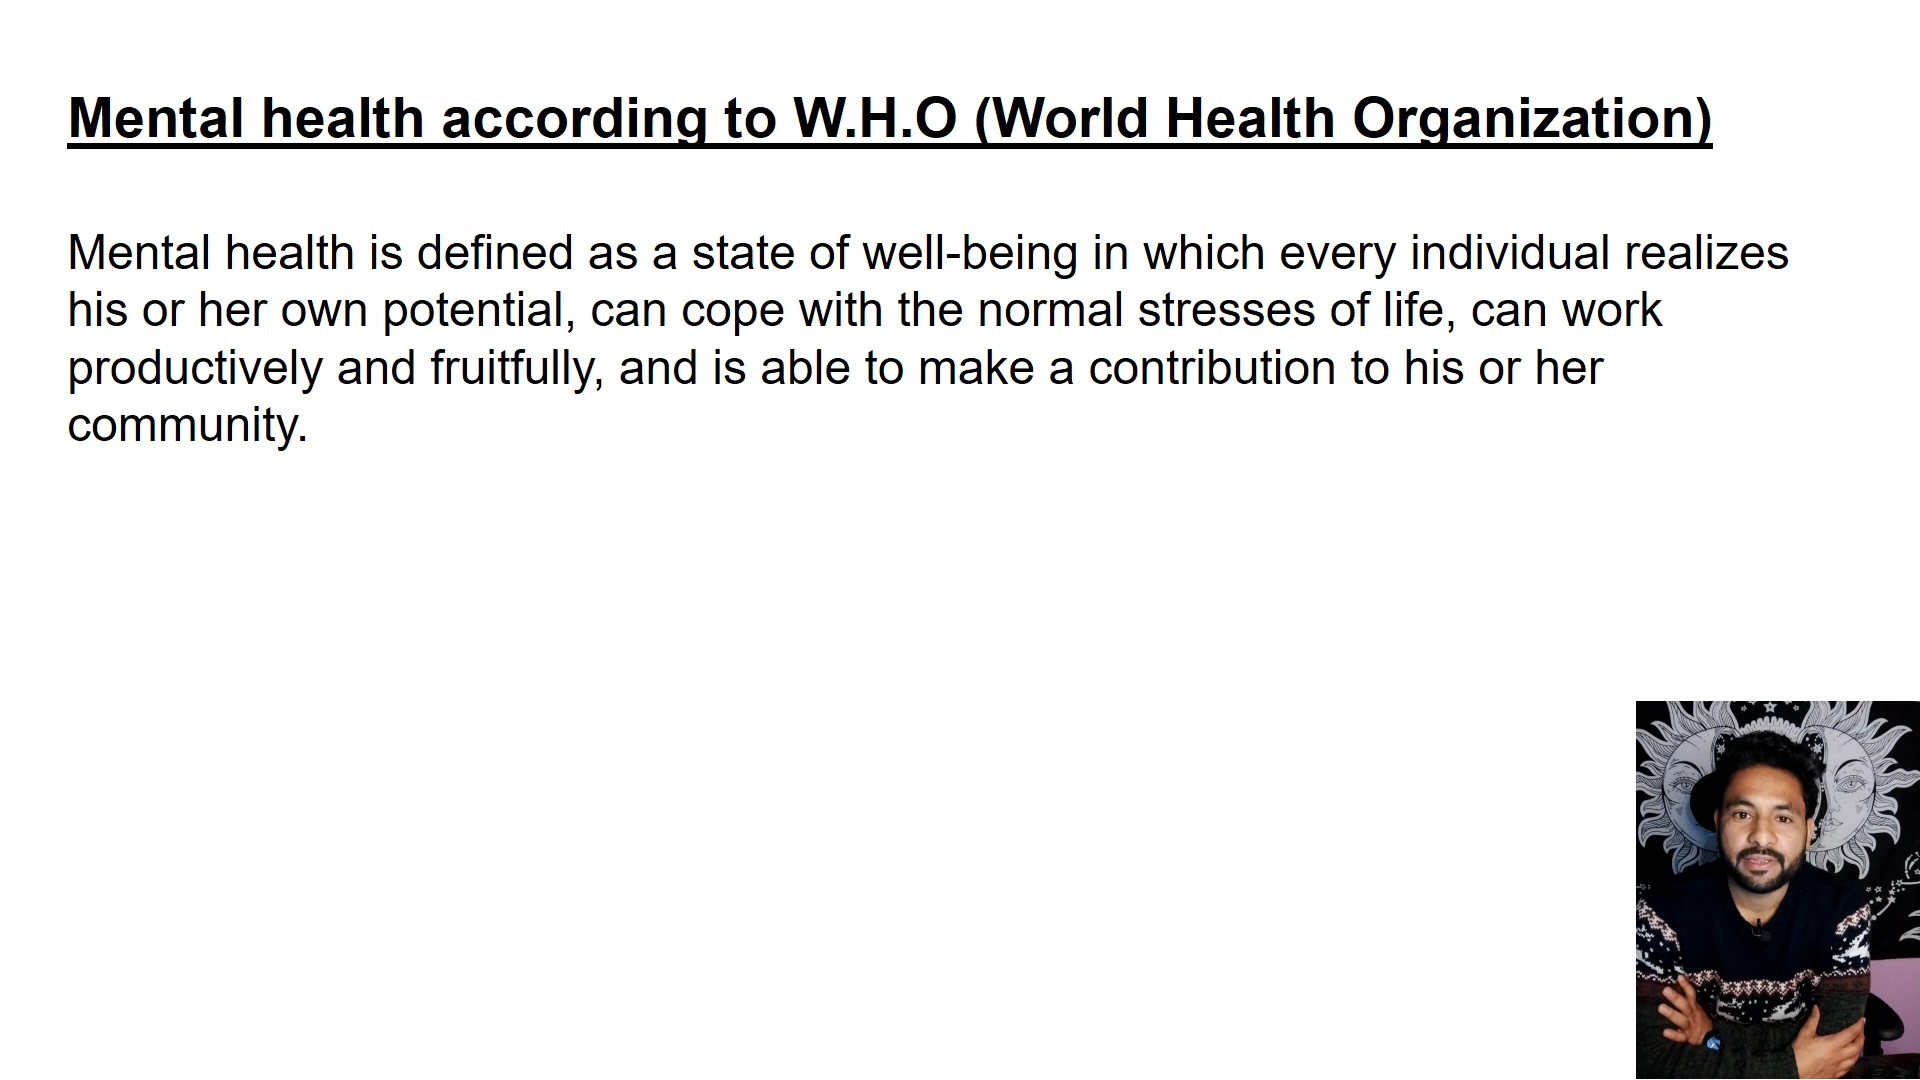 Mental health according to W.H.O (World Health Organization)
Mental health is defined as a state of well-being in which every individual realizes
his or her own potential, can cope with the normal stresses of life, can work
productively and fruitfully, and is able to make a contribution to his or her
community.